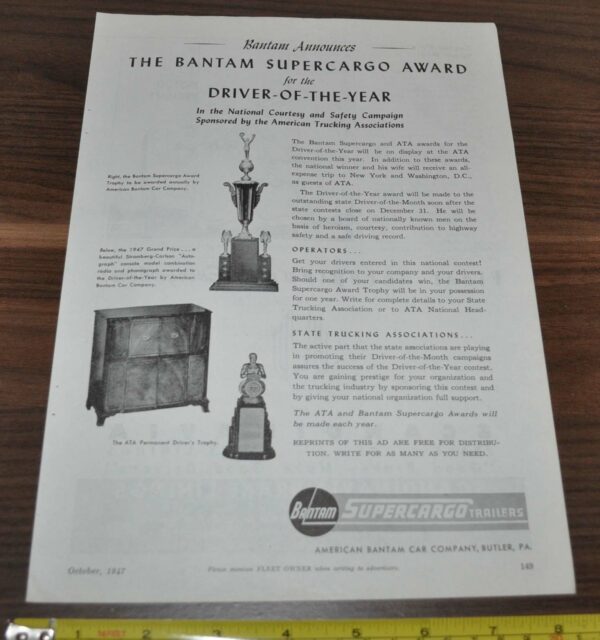 Bantam Announces
THE BANTAM SUPERCARGO AWARD
for the
DRIVER-OF-THE-YEAR
In the National Courtesy and Safety Campaign
Sponsored by the American Trucking Associations
Right, the Bantam Supercargo Award
Trophy to be awarded annually by
American Bantam Car Company.
Below, the 1947 Grand Prize . . . a
beautiful Stromberg-Carlson "Auto-
graph" console model combination
radio and phonograph awarded to
the Driver-of-the-Year by American
Bantam Car Company.
The ATA Permanent Driver's Trophy.
The Bantam Supercargo and ATA awards for the
Driver-of-the-Year will be on display at the ATA
convention this year. In addition to these awards,
the national winner and his wife will receive an all-
expense trip to New York and Washington, D.C.,
as guests of ATA.
The Driver-of-the-Year award will be made to the
outstanding state Driver-of-the-Month soon after the
state contests close on December 31. He will be
chosen by a board of nationally known men on the
basis of heroism, courtesy, contribution to highway
safety and a safe driving record.
OPERATORS . . .
Get your drivers entered in this national contest!
Bring recognition to your company and your drivers.
Should one of your candidates win, the Bantam
Supercargo Award Trophy will be in your possession
for one year. Write for complete details to your State
Trucking Association or to ATA National Head-
quarters.
STATE TRUCKING ASSOCIATIONS . . .
The active part that the state associations are playing
in promoting their Driver-of-the-Month campaigns
assures the success of the Driver-of-the-Year contest.
You are gaining prestige for your organization and
the trucking industry by sponsoring this contest and
by giving your national organization full support.
The ATA and Bantam Supercargo Awards will
be made each year.
REPRINTS OF THIS AD ARE FREE FOR DISTRIBU-
TION. WRITE FOR AS MANY AS YOU NEED.
BANTAM SUPERCARGO TRAILERS
AMERICAN BANTAM CAR COMPANY, BUTLER, PA.
October, 1947
Please mention FLEET OWNER when writing to advertisers.
149
1 2 3 4 5 6 7 8